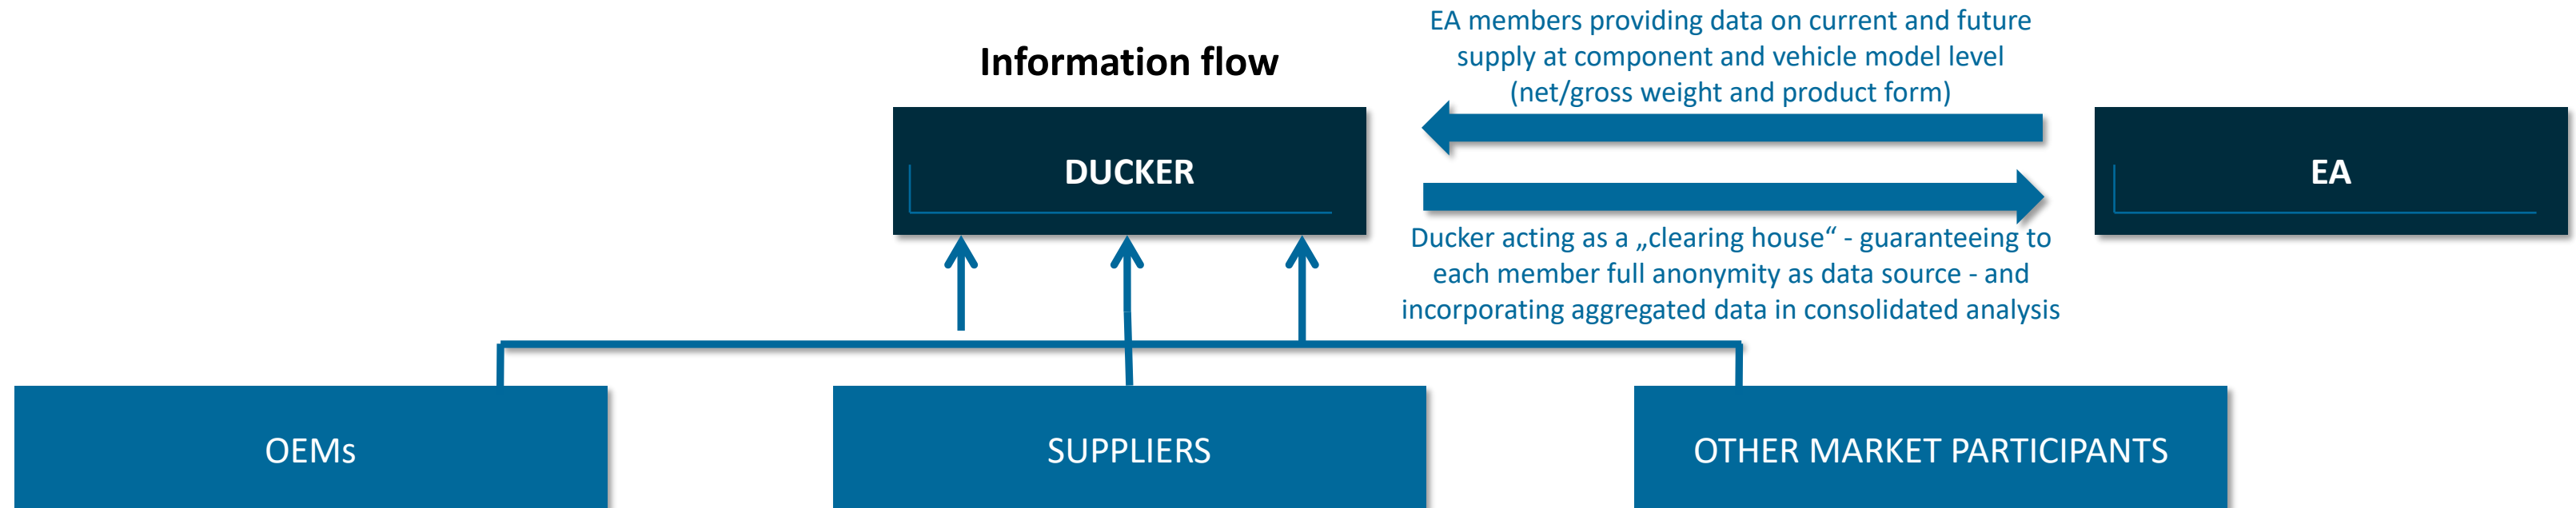 Information flow
EA members providing data on current and future
supply at component and vehicle model level
(net/gross weight and product form)
DUCKER
EA
Ducker acting as a „clearing house“ - guaranteeing to
each member full anonymity as data source - and
incorporating aggregated data in consolidated analysis
OEMs
SUPPLIERS
OTHER MARKET PARTICIPANTS